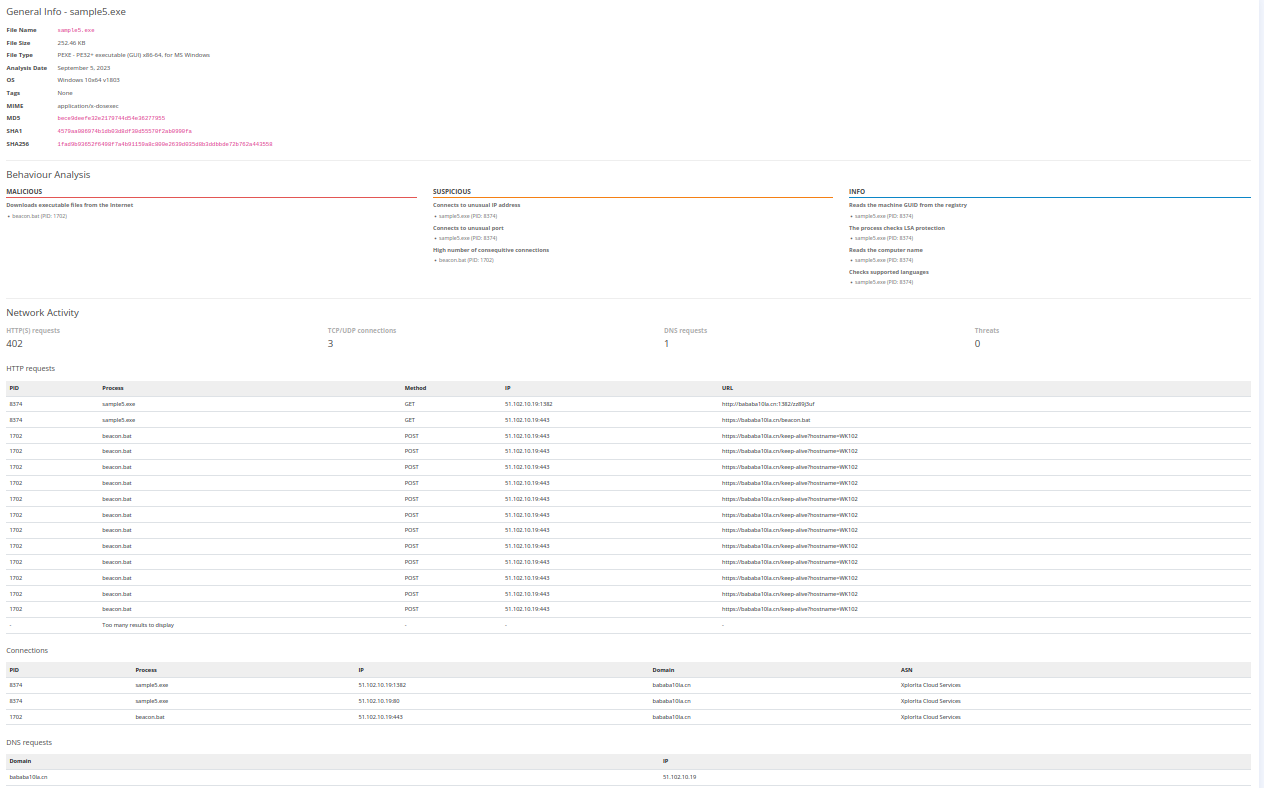 General Info - sample5.exe
File Name sample5.exe
File Size 252.46 KB
File Type PEXE - PE32+ executable (GUI) x86-64, for MS Windows
Analysis Date September 5, 2023
OS Windows 10x64 v1803
Tags None
MIME application/x-dosexec
MD5
SHA1
SHA256
Behaviour Analysis
MALICIOUS SUSPICIOUS INFO
Downloads executable files from the Internet Connects to unusual IP address Reads the machine GUID from the registry
• beacon.bat (PID: 1702) • sample5.exe (PID: 8374) • sample5.exe (PID: 8374)
Connects to unusual port The process checks LSA protection
• sample5.exe (PID: 8374) • sample5.exe (PID: 8374)
High number of consequitive connections Reads the computer name
• beacon.bat (PID: 1702) • sample5.exe (PID: 8374)
Checks supported languages
• sample5.exe (PID: 8374)
Network Activity
HTTP(S) requests TCP/UDP connections DNS requests Threats
402 3 1 0
HTTP requests
PID Process Method IP URL
8374 sample5.exe GET 51.102.10.19:1382
8374 sample5.exe GET 51.102.10.19:443 https://bababa10la.cn/beacon.bat
1702 beacon.bat POST 51.102.10.19:443 https://bababa10la.cn/keep-alive?hostname=WK102
1702 beacon.bat POST 51.102.10.19:443 https://bababa10la.cn/keep-alive?hostname=WK102
1702 beacon.bat POST 51.102.10.19:443 https://bababa10la.cn/keep-alive?hostname=WK102
1702 beacon.bat POST 51.102.10.19:443 https://bababa10la.cn/keep-alive?hostname=WK102
1702 beacon.bat POST 51.102.10.19:443 https://bababa10la.cn/keep-alive?hostname=WK102
1702 beacon.bat POST 51.102.10.19:443 https://bababa10la.cn/keep-alive?hostname=WK102
1702 beacon.bat POST 51.102.10.19:443 https://bababa10la.cn/keep-alive?hostname=WK102
1702 beacon.bat POST 51.102.10.19:443 https://bababa10la.cn/keep-alive?hostname=WK102
1702 beacon.bat POST 51.102.10.19:443 https://bababa10la.cn/keep-alive?hostname=WK102
1702 beacon.bat POST 51.102.10.19:443 https://bababa10la.cn/keep-alive?hostname=WK102
1702 beacon.bat POST 51.102.10.19:443 https://bababa10la.cn/keep-alive?hostname=WK102
1702 beacon.bat POST 51.102.10.19:443 https://bababa10la.cn/keep-alive?hostname=WK102
- Too many results to display - - -
Connections
PID Process IP Domain ASN
8374 sample5.exe 51.102.10.19:1382 bababa10la.cn Xplorita Cloud Services
8374 sample5.exe 51.102.10.19:80 bababa10la.cn Xplorita Cloud Services
1702 beacon.bat 51.102.10.19:443 bababa10la.cn Xplorita Cloud Services
DNS requests
Domain IP
bababa10la.cn 51.102.10.19